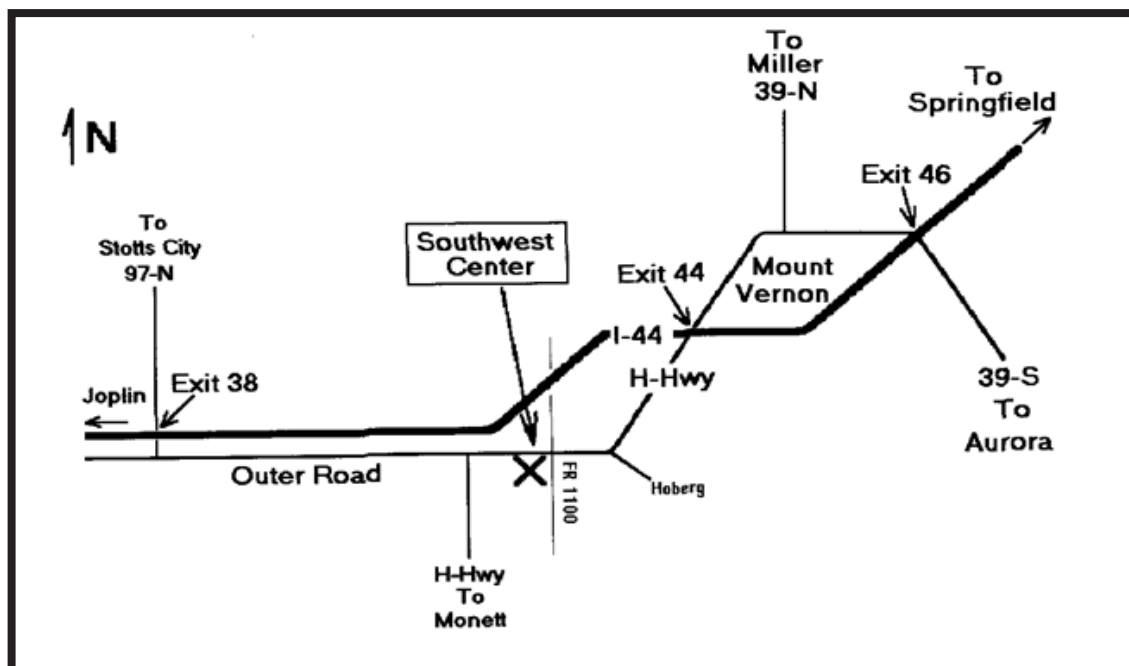 To
Miller
39-N
To
Springfield
N
Exit 46
To
Stotts City
97-N
Southwest
Center
Exit 44
Mount
Vernon
I-44
H-Hwy
39-S
To
Aurora
Joplin
Exit 38
Outer Road
FR 1100
Hoberg
H-Hwy
To
Monett